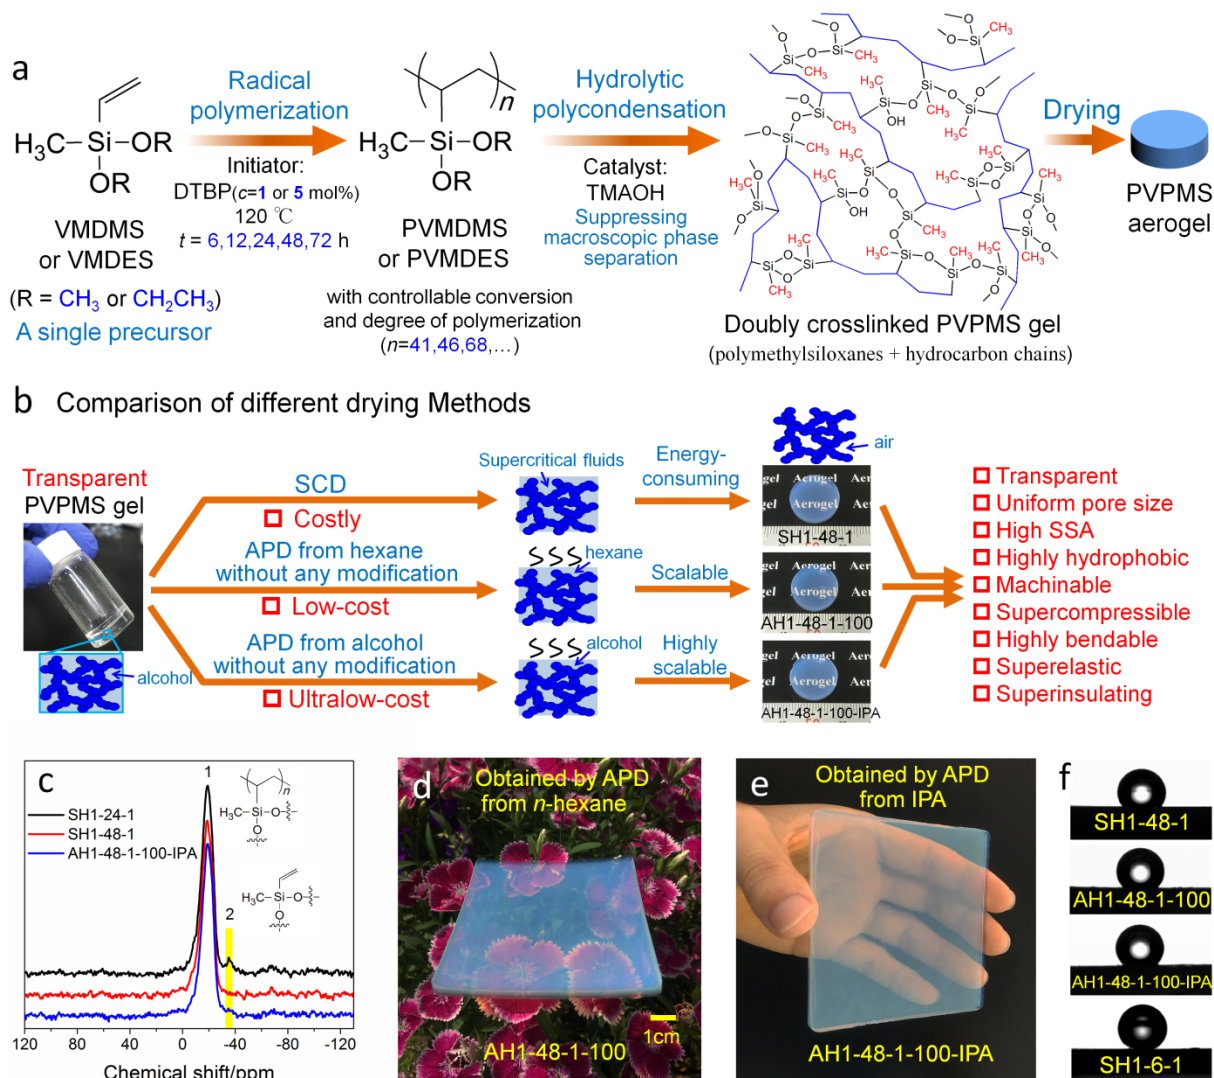 a
Radical
polymerization
Initiator:
DTBP(c=1 or 5 mol%)
120 ℃
t = 6,12,24,48,72 h
H₃C
Si
OR
OR
VMDMS
or VMDES
(R = CH₃ or CH₂CH₃)
A single precursor
n
H₃C
Si
OR
OR
PVMDMS
or PVMDES
with controllable conversion
and degree of polymerization
(n=41,46,68,...)
Hydrolytic
polycondensation
Catalyst:
TMAOH
Suppressing
macroscopic phase
separation
Doubly crosslinked PVPMS gel
(polymethylsiloxanes + hydrocarbon chains)
Drying
PVPMS
aerogel
b Comparison of different drying Methods
Transparent
PVPMS gel
alcohol
SCD
Costly
Supercritical fluids
Energy-
consuming
air
Aerogel
SH1-48-1
APD from hexane
without any modification
Low-cost
hexane
Scalable
Aerogel
AH1-48-1-100
APD from alcohol
without any modification
Ultralow-cost
alcohol
Highly
scalable
Aerogel
AH1-48-1-100-IPA
Transparent
Uniform pore size
High SSA
Highly hydrophobic
Machinable
Supercompressible
Highly bendable
Superelastic
Superinsulating
c
SH1-24-1
SH1-48-1
AH1-48-1-100-IPA
1
n
H₃C-Si-O
O
2
H₃C-Si-O
O
120 80 40 0 -40 -80 -120
Chemical shift/ppm
d
Obtained by APD
from n-hexane
1cm
AH1-48-1-100
e
Obtained by APD
from IPA
AH1-48-1-100-IPA
f
SH1-48-1
AH1-48-1-100
AH1-48-1-100-IPA
SH1-6-1